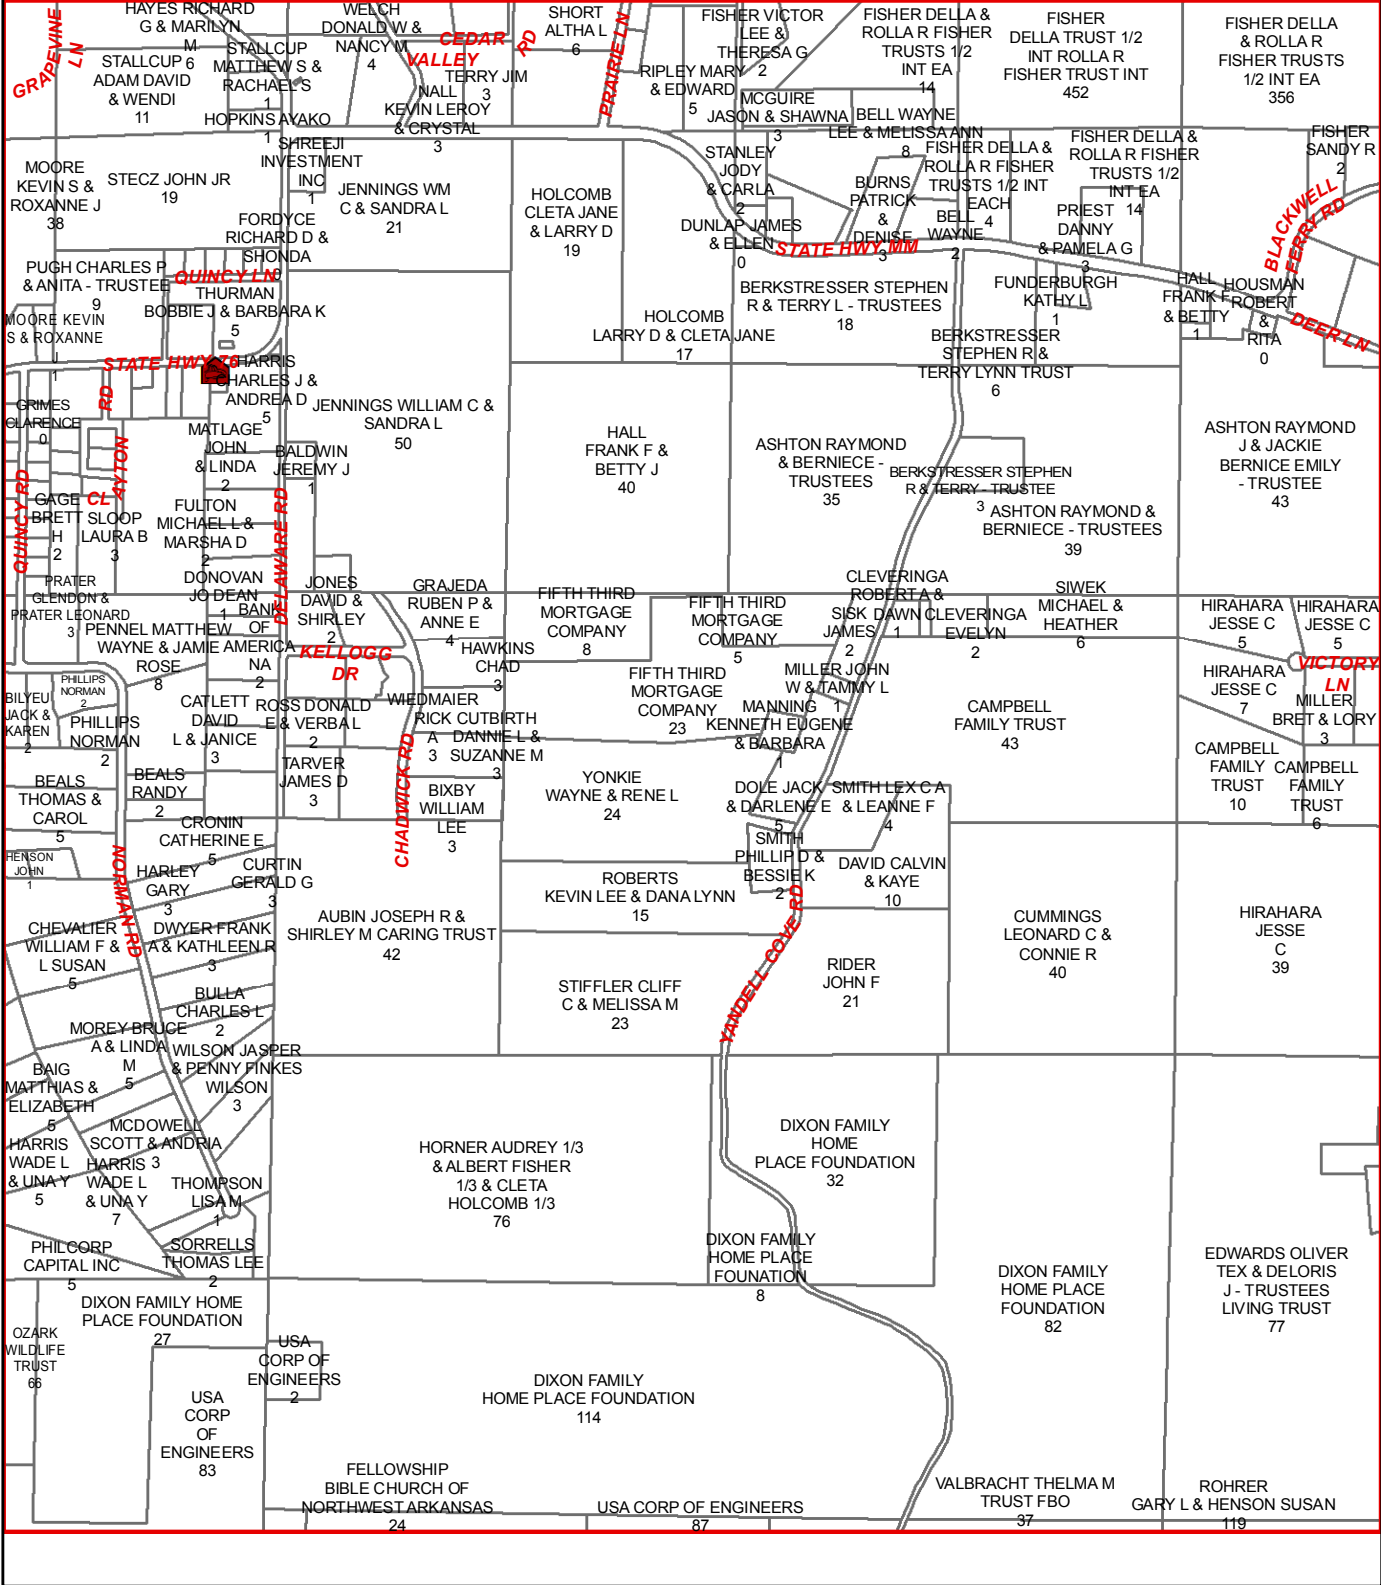 HAYES RICHARD
G & MARILYN
M
6
WELCH
DONALD W &
NANCY M
4
SHORT
ALTHA L
6
FISHER VICTOR
LEE &
THERESA G
2
FISHER DELLA &
ROLLA R FISHER
TRUSTS 1/2
INT EA
14
FISHER
DELLA TRUST 1/2
INT ROLLA R
FISHER TRUST INT
452
FISHER DELLA
& ROLLA R
FISHER TRUSTS
1/2 INT EA
356
GRAPEVINE
LN
STALLCUP
ADAM DAVID
& WENDI
11
STALLCUP
MATTHEW S &
RACHAEL S
1
CEDAR
VALLEY
RD
TERRY JIM
3
PRAIRIE LN
RIPLEY MARY
& EDWARD
5
NALL
KEVIN LEROY
& CRYSTAL
3
MCGUIRE
JASON & SHAWNA
3
BELL WAYNE
LEE & MELISSA ANN
8
HOPKINS AYAKO
1
SHREEJI
INVESTMENT
INC
1
MOORE
KEVIN S &
ROXANNE J
38
STECZ JOHN JR
19
JENNINGS WM
C & SANDRA L
21
HOLCOMB
CLETA JANE
& LARRY D
19
STANLEY
JODY
& CARLA
2
BURNS
PATRICK
&
DENISE
3
FISHER DELLA &
ROLLA R FISHER
TRUSTS 1/2 INT
EACH
4
FISHER DELLA &
ROLLA R FISHER
TRUSTS 1/2
INT EA
14
FISHER
SANDY R
2
BLACKWELL
FERRY RD
FORDYCE
RICHARD D &
SHONDA
0
DUNLAP JAMES
& ELLEN
0
STATE HWY MM
BELL
WAYNE
2
PRIEST
DANNY
& PAMELA G
3
PUGH CHARLES P
& ANITA - TRUSTEE
9
QUINCY LN
THURMAN
BOBBIE J & BARBARA K
5
HOLCOMB
LARRY D & CLETA JANE
17
BERKSTRESSER STEPHEN
R & TERRY L - TRUSTEES
18
FUNDERBURGH
KATHY L
1
HALL
FRANK F
& BETTY
1
HOUSMAN
ROBERT
&
RITA
0
DEER LN
MOORE KEVIN
S & ROXANNE
J
1
STATE HWY 76
HARRIS
CHARLES J &
ANDREA D
5
BERKSTRESSER
STEPHEN R &
TERRY LYNN TRUST
6
GRIMES
CLARENCE
0
RD
CL
AYTON
MATLAGE
JOHN
& LINDA
2
JENNINGS WILLIAM C &
SANDRA L
50
BALDWIN
JEREMY J
1
HALL
FRANK F &
BETTY J
40
ASHTON RAYMOND
& BERNIECE -
TRUSTEES
35
BERKSTRESSER STEPHEN
R & TERRY - TRUSTEE
3
ASHTON RAYMOND
J & JACKIE
BERNICE EMILY
- TRUSTEE
43
QUINCY RD
GAGE
BRETT
H
2
SLOOP
LAURA B
3
FULTON
MICHAEL L &
MARSHA D
2
DELAWARE RD
ASHTON RAYMOND &
BERNIECE - TRUSTEES
39
PRATER
GLENDON &
PRATER LEONARD
3
DONOVAN
JO DEAN
1
JONES
DAVID &
SHIRLEY
2
GRAJEDA
RUBEN P &
ANNE E
4
FIFTH THIRD
MORTGAGE
COMPANY
8
FIFTH THIRD
MORTGAGE
COMPANY
5
CLEVERINGA
ROBERT A &
DAWN
1
SISK
JAMES
2
CLEVERINGA
EVELYN
2
SIWEK
MICHAEL &
HEATHER
6
HIRAHARA
JESSE C
5
HIRAHARA
JESSE C
5
PENNEL MATTHEW
WAYNE & JAMIE
ROSE
8
BANK
OF
AMERICA
NA
2
KELLOGG
DR
HAWKINS
CHAD
3
FIFTH THIRD
MORTGAGE
COMPANY
23
MILLER JOHN
W & TAMMY L
1
HIRAHARA
JESSE C
7
VICTORY
LN
BILYEU
JACK &
KAREN
2
PHILLIPS
NORMAN
2
PHILLIPS
NORMAN
2
CATLETT
DAVID
L & JANICE
3
ROSS DONALD
E & VERBA L
2
WIEDMAIER
RICK
A
3
CUTBIRTH
DANNIE L &
SUZANNE M
3
MANNING
KENNETH EUGENE
& BARBARA
1
CAMPBELL
FAMILY TRUST
43
MILLER
BRET & LORY
3
BEALS
THOMAS &
CAROL
5
BEALS
RANDY
2
TARVER
JAMES D
3
CHADWICK RD
BIXBY
WILLIAM
LEE
3
YONKIE
WAYNE & RENE L
24
DOLE JACK
& DARLENE E
5
SMITH LEX C A
& LEANNE F
4
CAMPBELL
FAMILY
TRUST
10
CAMPBELL
FAMILY
TRUST
6
HENSON
JOHN
1
NORMAN RD
CRONIN
CATHERINE E
5
HARLEY
GARY
3
CURTIN
GERALD G
3
ROBERTS
KEVIN LEE & DANA LYNN
15
SMITH
PHILLIP D &
BESSIE K
2
DAVID CALVIN
& KAYE
10
CHEVALIER
WILLIAM F &
L SUSAN
5
DWYER FRANK
A & KATHLEEN R
3
AUBIN JOSEPH R &
SHIRLEY M CARING TRUST
42
YANDELL COVE RD
CUMMINGS
LEONARD C &
CONNIE R
40
HIRAHARA
JESSE
C
39
BULLA
CHARLES L
2
STIFFLER CLIFF
C & MELISSA M
23
RIDER
JOHN F
21
MOREY BRUCE
A & LINDA
M
5
WILSON JASPER
& PENNY FINKES
WILSON
3
BAIG
MATTHIAS &
ELIZABETH
5
MCDOWELL
SCOTT & ANDRIA
3
HARRIS
WADE L
& UNA Y
5
HARRIS
WADE L
& UNA Y
7
THOMPSON
LISA M
1
HORNER AUDREY 1/3
& ALBERT FISHER
1/3 & CLETA
HOLCOMB 1/3
76
DIXON FAMILY
HOME
PLACE FOUNDATION
32
PHILCORP
CAPITAL INC
5
SORRELLS
THOMAS LEE
2
DIXON FAMILY
HOME PLACE
FOUNATION
8
DIXON FAMILY
HOME PLACE
FOUNDATION
82
EDWARDS OLIVER
TEX & DELORIS
J - TRUSTEES
LIVING TRUST
77
DIXON FAMILY HOME
PLACE FOUNDATION
27
OZARK
WILDLIFE
TRUST
66
USA
CORP OF
ENGINEERS
2
USA
CORP
OF
ENGINEERS
83
DIXON FAMILY
HOME PLACE FOUNDATION
114
FELLOWSHIP
BIBLE CHURCH OF
NORTHWEST ARKANSAS
24
USA CORP OF ENGINEERS
87
VALBRACHT THELMA M
TRUST FBO
37
ROHRER
GARY L & HENSON SUSAN
119